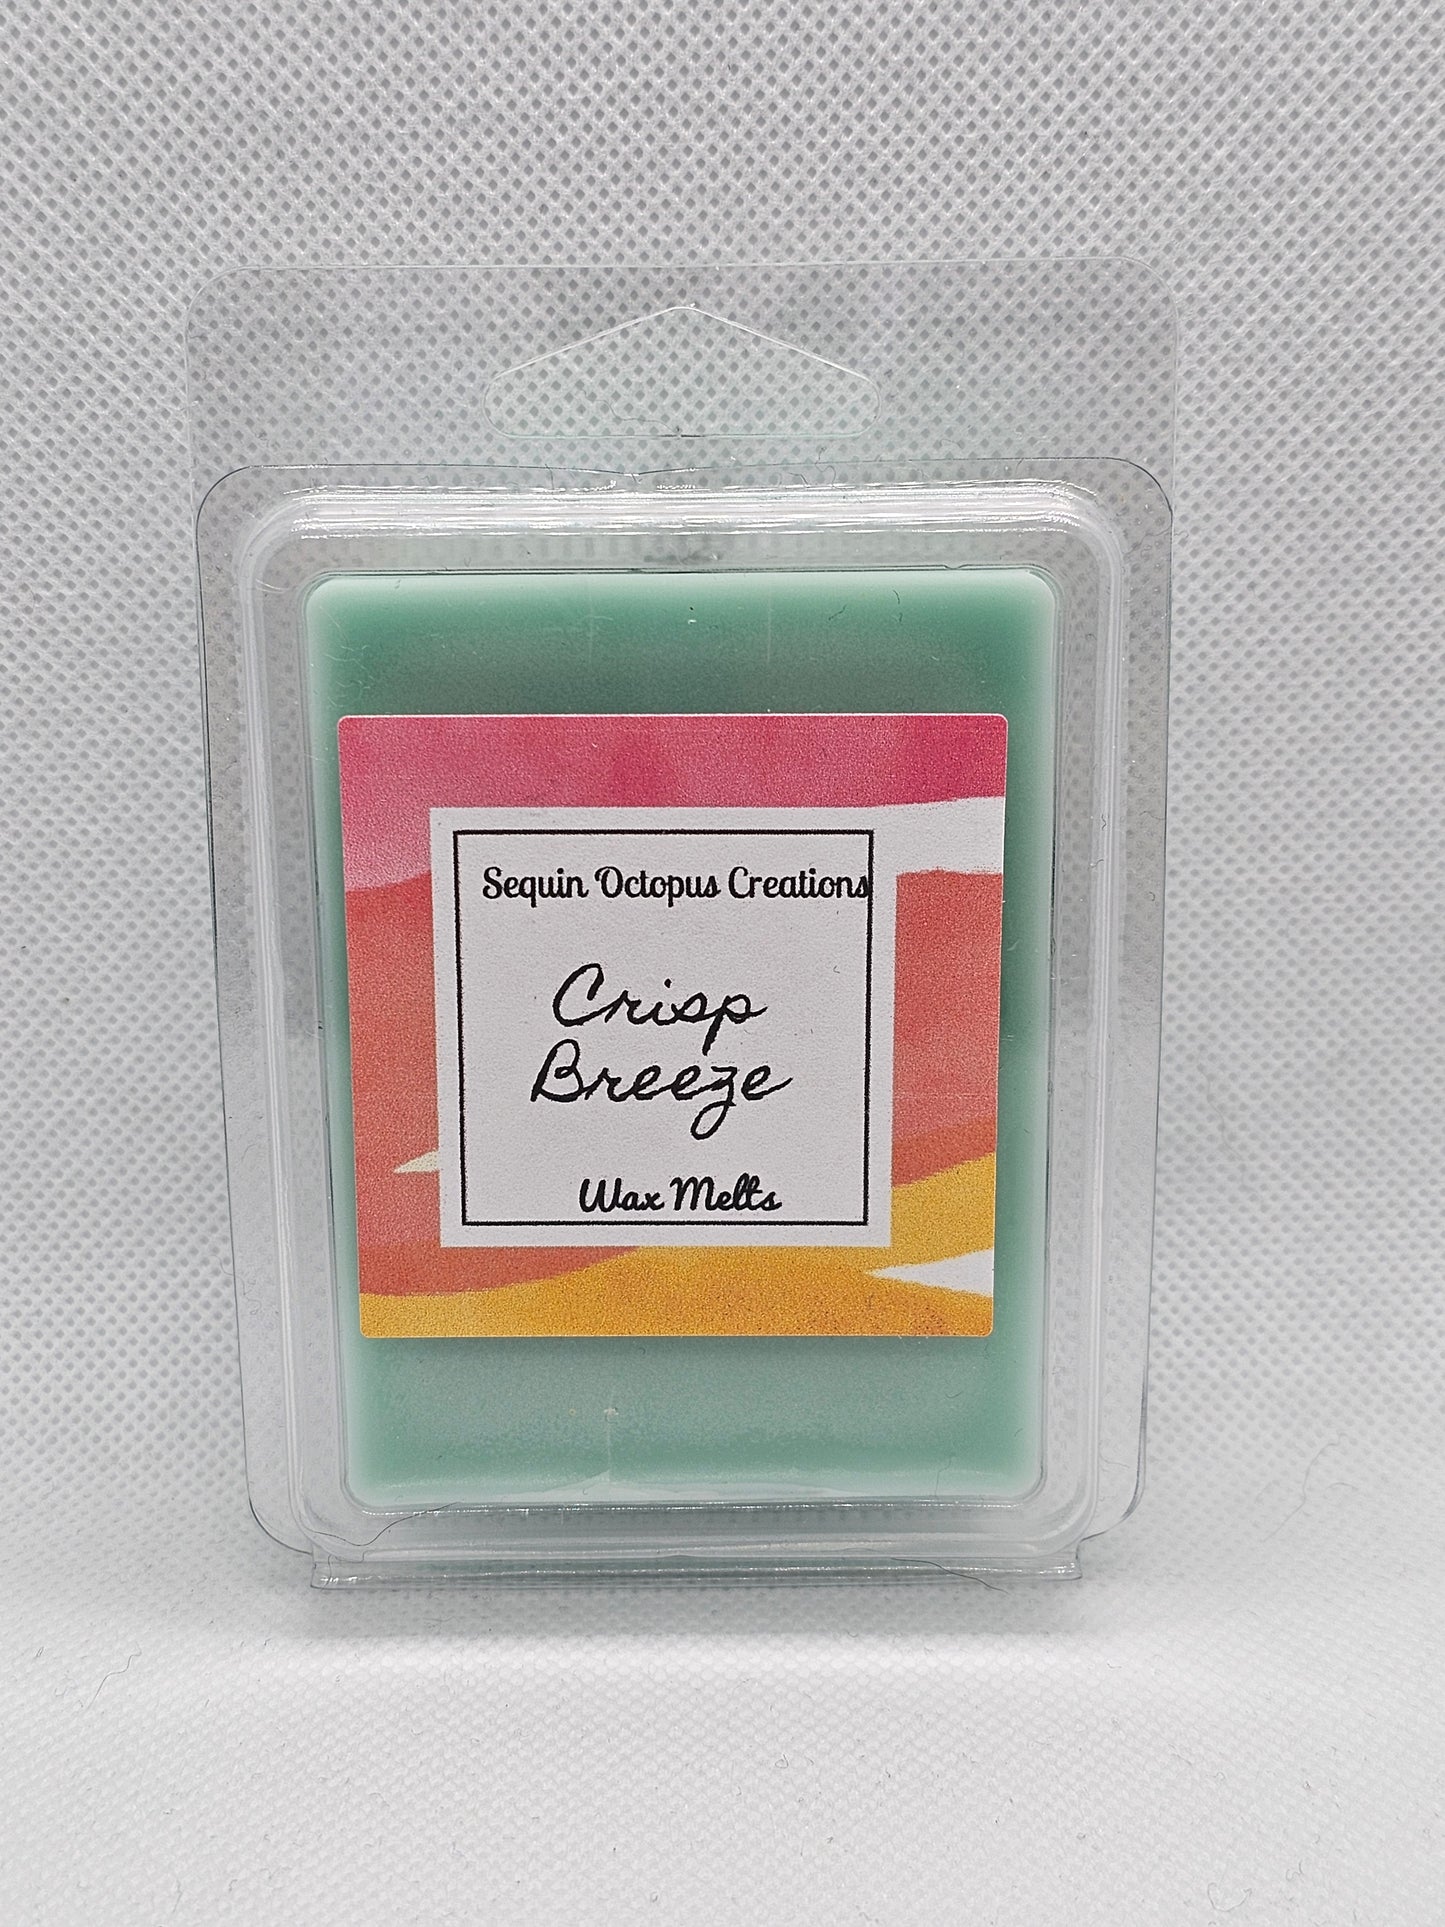 Sequin Octopus Creations
Crisp
Breeze
Wax Melts